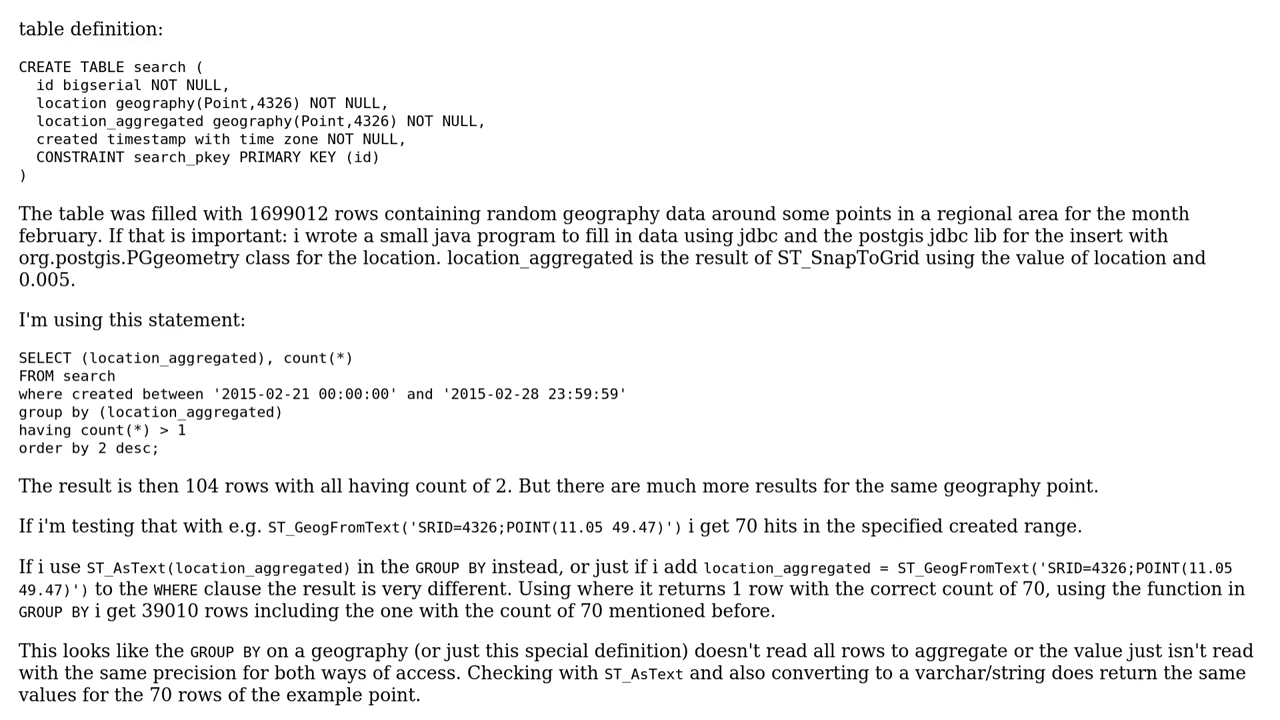 table definition:
CREATE TABLE search (
  id bigserial NOT NULL,
  location geography(Point,4326) NOT NULL,
  location_aggregated geography(Point,4326) NOT NULL,
  created timestamp with time zone NOT NULL,
  CONSTRAINT search_pkey PRIMARY KEY (id)
)
The table was filled with 1699012 rows containing random geography data around some points in a regional area for the month
february. If that is important: i wrote a small java program to fill in data using jdbc and the postgis jdbc lib for the insert with
org.postgis.PGgeometry class for the location. location_aggregated is the result of ST_SnapToGrid using the value of location and
0.005.
I'm using this statement:
SELECT (location_aggregated), count(*)
FROM search
where created between '2015-02-21 00:00:00' and '2015-02-28 23:59:59'
group by (location_aggregated)
having count(*) > 1
order by 2 desc;
The result is then 104 rows with all having count of 2. But there are much more results for the same geography point.
If i'm testing that with e.g. ST_GeogFromText('SRID=4326;POINT(11.05 49.47)') i get 70 hits in the specified created range.
If i use ST_AsText(location_aggregated) in the GROUP BY instead, or just if i add location_aggregated = ST_GeogFromText('SRID=4326;POINT(11.05
49.47)') to the WHERE clause the result is very different. Using where it returns 1 row with the correct count of 70, using the function in
GROUP BY i get 39010 rows including the one with the count of 70 mentioned before.
This looks like the GROUP BY on a geography (or just this special definition) doesn't read all rows to aggregate or the value just isn't read
with the same precision for both ways of access. Checking with ST_AsText and also converting to a varchar/string does return the same
values for the 70 rows of the example point.